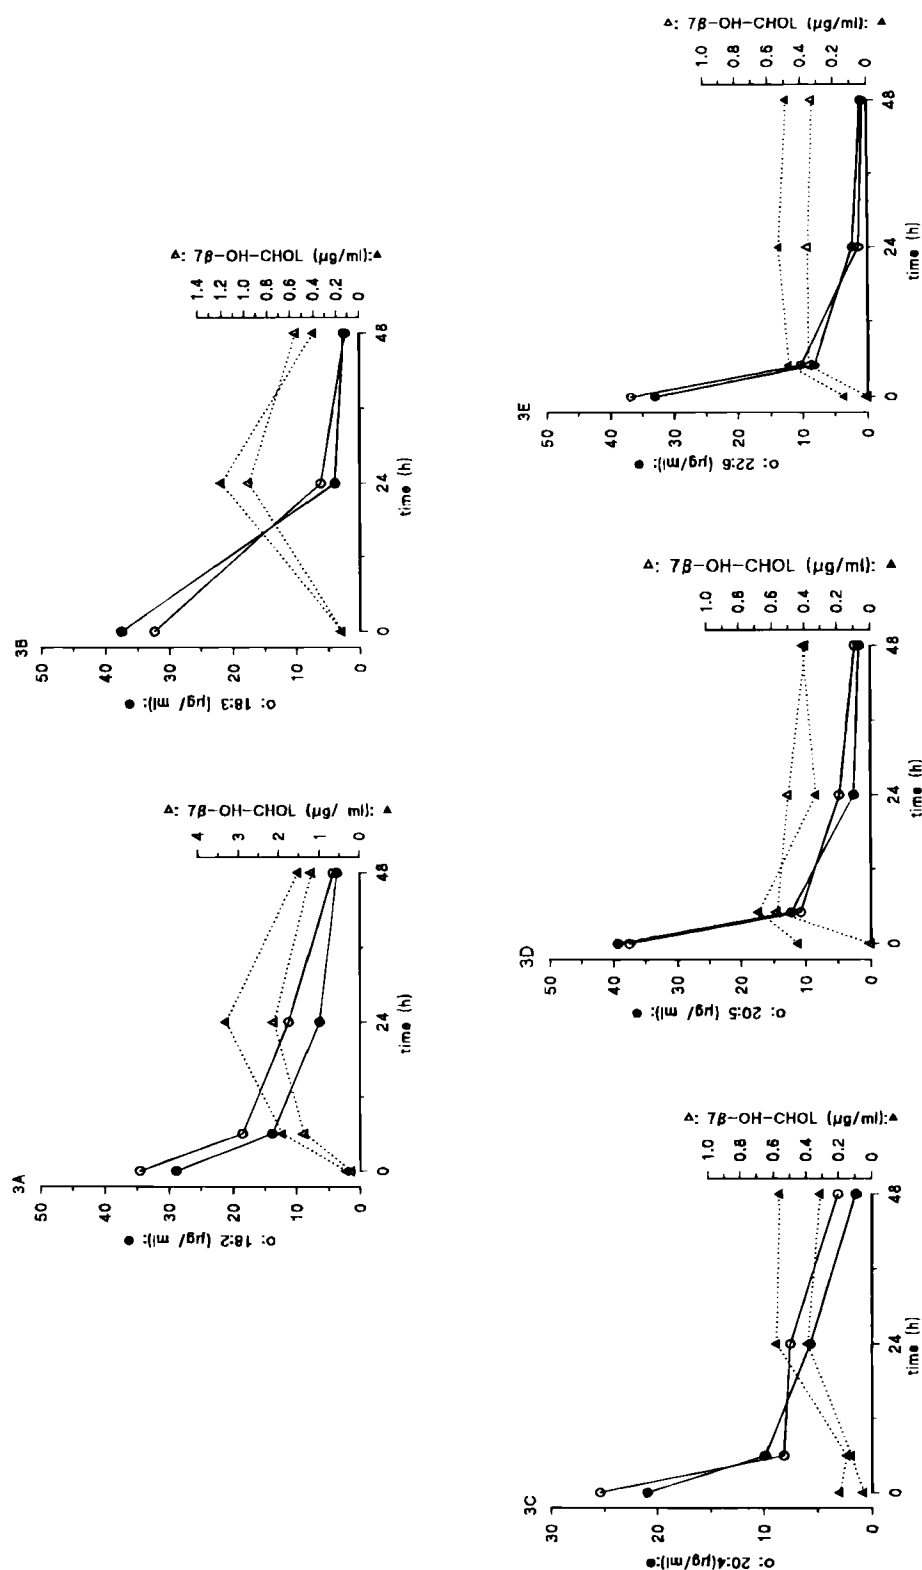 3A
o: 18:2 (µg/ ml): ●
50
40
30
20
10
0
0 24 48
time (h)
4
3
2
1
0
△: 7β-OH-CHOL (µg/ ml): ▲
3B
o: 18:3 (µg/ ml): ●
50
40
30
20
10
0
0 24 48
time (h)
1.4
1.2
1.0
0.8
0.6
0.4
0.2
0
△: 7β-OH-CHOL (µg/ml):▲
3C
o: 20:4(µg/ml):●
30
20
10
0
0 24 48
time (h)
1.0
0.8
0.6
0.4
0.2
0
△: 7β-OH-CHOL (µg/ml):▲
3D
o: 20:5 (µg/ ml): ●
50
40
30
20
10
0
0 24 48
time (h)
1.0
0.8
0.6
0.4
0.2
0
△: 7β-OH-CHOL (µg/ml): ▲
3E
o: 22:6 (µg/ml): ●
50
40
30
20
10
0
0 24 48
time (h)
1.0
0.8
0.6
0.4
0.2
0
△: 7β-OH-CHOL (µg/ml): ▲